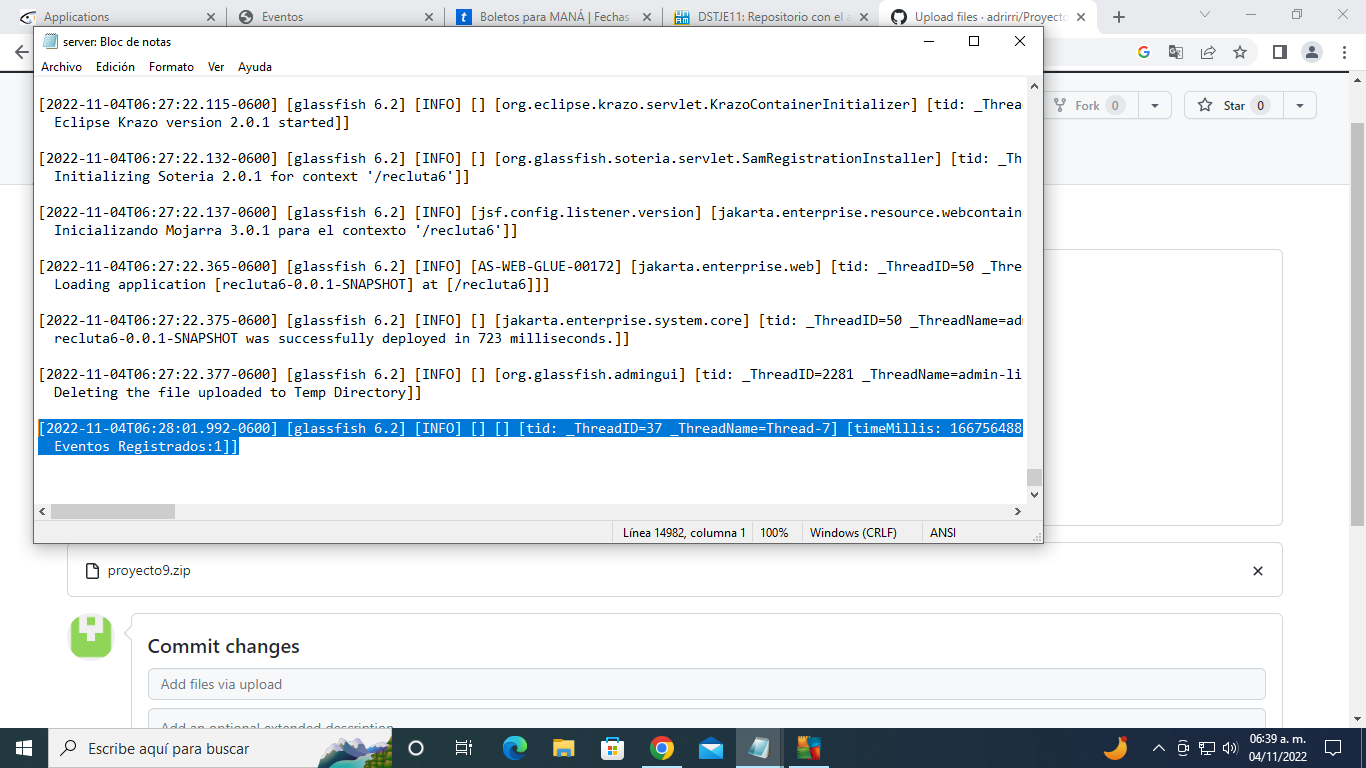 Applications
Eventos
Boletos para MANÁ | Fechas
DSTJE11: Repositorio con el a
Upload files · adrirri/Proyecto
server: Bloc de notas
Archivo Edición Formato Ver Ayuda
[2022-11-04T06:27:22.115-0600] [glassfish 6.2] [INFO] [] [org.eclipse.krazo.servlet.KrazoContainerInitializer] [tid: _Threa
Eclipse Krazo version 2.0.1 started]]
[2022-11-04T06:27:22.132-0600] [glassfish 6.2] [INFO] [] [org.glassfish.soteria.servlet.SamRegistrationInstaller] [tid: _Th
Initializing Soteria 2.0.1 for context '/recluta6']]
[2022-11-04T06:27:22.137-0600] [glassfish 6.2] [INFO] [jsf.config.listener.version] [jakarta.enterprise.resource.webcontain
Inicializando Mojarra 3.0.1 para el contexto '/recluta6']]
[2022-11-04T06:27:22.365-0600] [glassfish 6.2] [INFO] [AS-WEB-GLUE-00172] [jakarta.enterprise.web] [tid: _ThreadID=50 _Thre
Loading application [recluta6-0.0.1-SNAPSHOT] at [/recluta6]]]
[2022-11-04T06:27:22.375-0600] [glassfish 6.2] [INFO] [] [jakarta.enterprise.system.core] [tid: _ThreadID=50 _ThreadName=adm
recluta6-0.0.1-SNAPSHOT was successfully deployed in 723 milliseconds.]]
[2022-11-04T06:27:22.377-0600] [glassfish 6.2] [INFO] [] [org.glassfish.admingui] [tid: _ThreadID=2281 _ThreadName=admin-li
Deleting the file uploaded to Temp Directory]]
[2022-11-04T06:28:01.992-0600] [glassfish 6.2] [INFO] [] [] [tid: _ThreadID=37 _ThreadName=Thread-7] [timeMillis: 166756488
Eventos Registrados:1]]
Línea 14982, columna 1 100% Windows (CRLF) ANSI
Fork 0
Star 0
proyecto9.zip
Commit changes
Add files via upload
Add an optional extended description
Escribe aquí para buscar
06:39 a. m.
04/11/2022